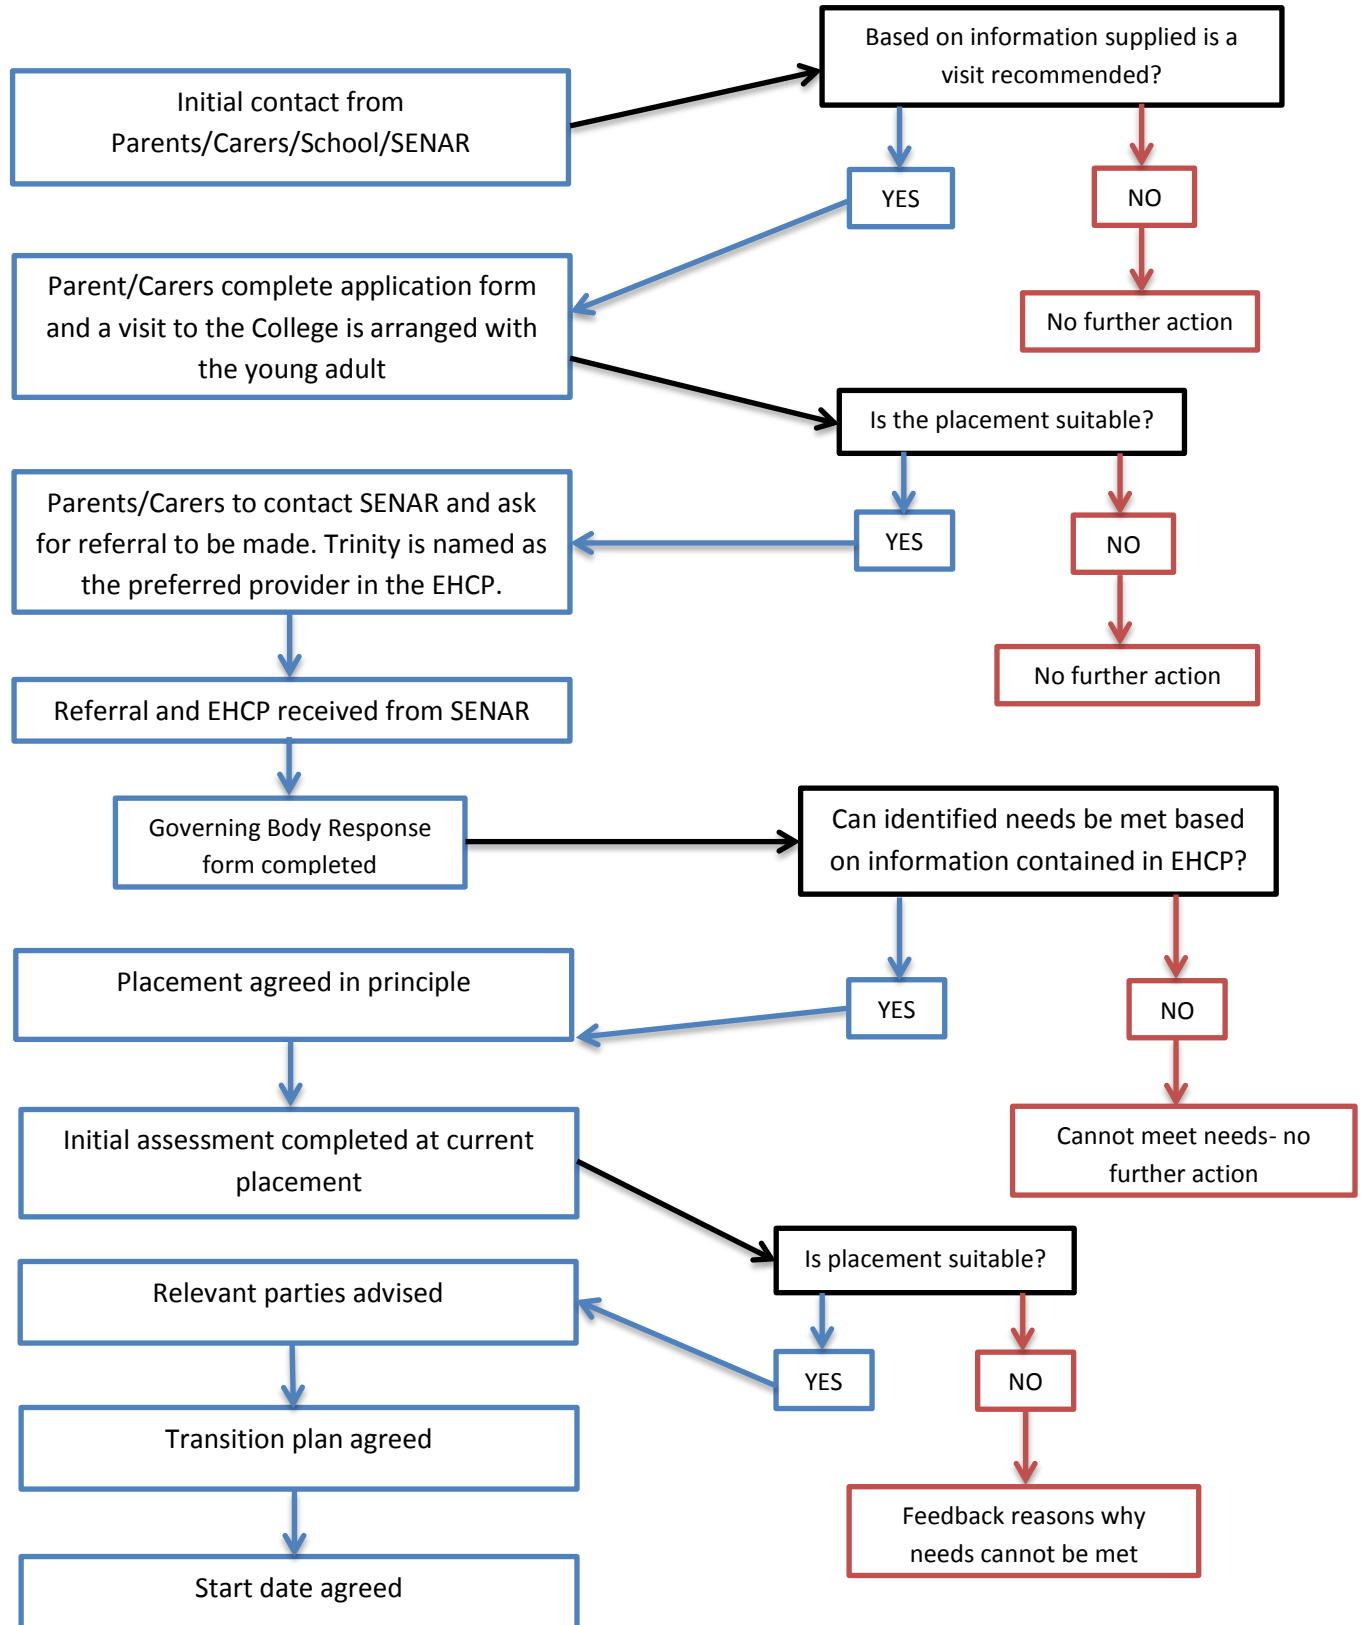 Based on information supplied is a
visit recommended?
Initial contact from
Parents/Carers/School/SENAR
YES
NO
Parent/Carers complete application form
and a visit to the College is arranged with
the young adult
No further action
Is the placement suitable?
Parents/Carers to contact SENAR and ask
for referral to be made. Trinity is named as
the preferred provider in the EHCP.
YES
NO
No further action
Referral and EHCP received from SENAR
Governing Body Response
form completed
Can identified needs be met based
on information contained in EHCP?
Placement agreed in principle
YES
NO
Initial assessment completed at current
placement
Cannot meet needs- no
further action
Is placement suitable?
Relevant parties advised
YES
NO
Transition plan agreed
Feedback reasons why
needs cannot be met
Start date agreed